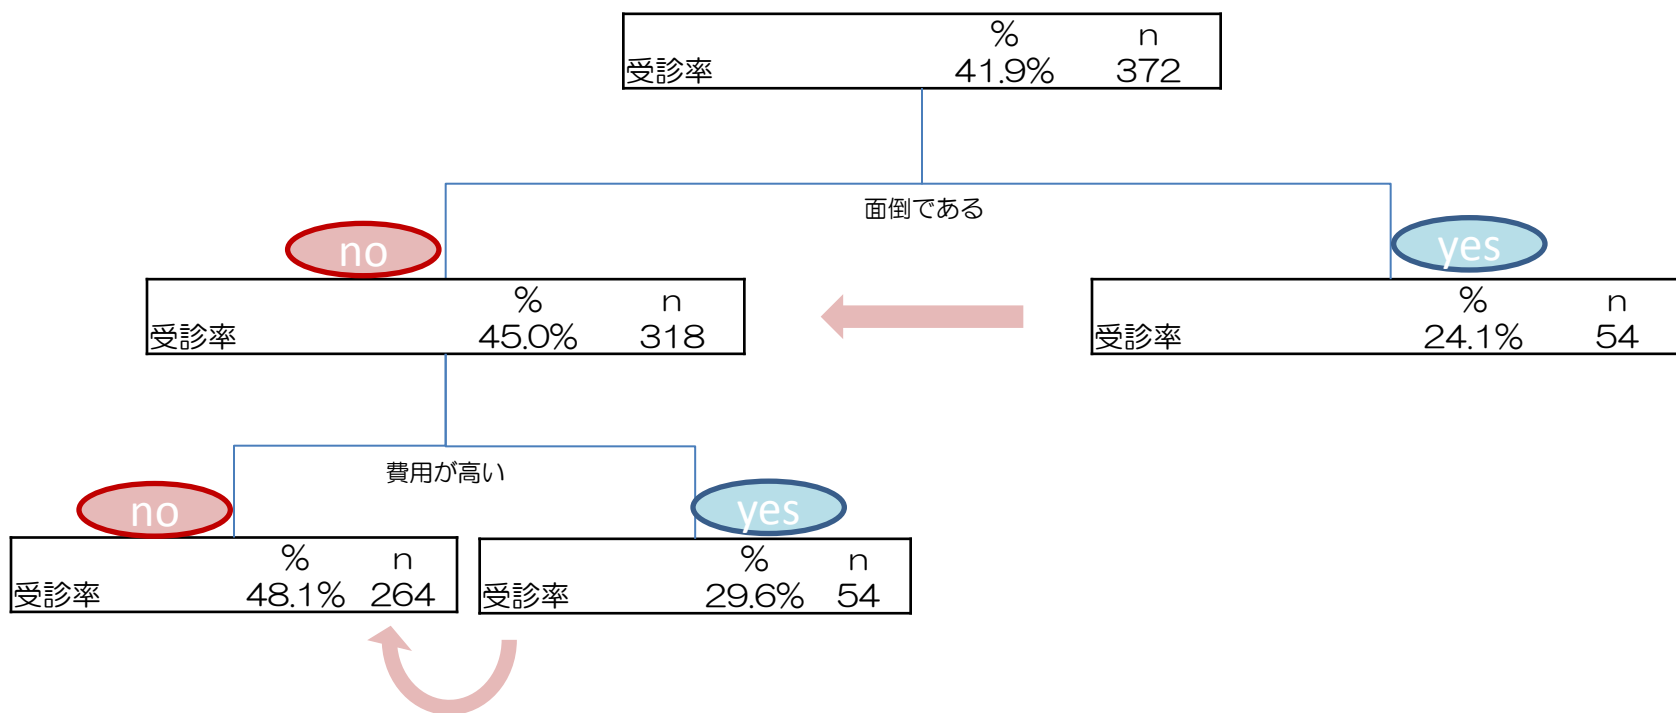 % n
受診率 41.9% 372
面倒である
no
yes
% n
受診率 45.0% 318
% n
受診率 24.1% 54
費用が高い
no
yes
% n
受診率 48.1% 264
% n
受診率 29.6% 54